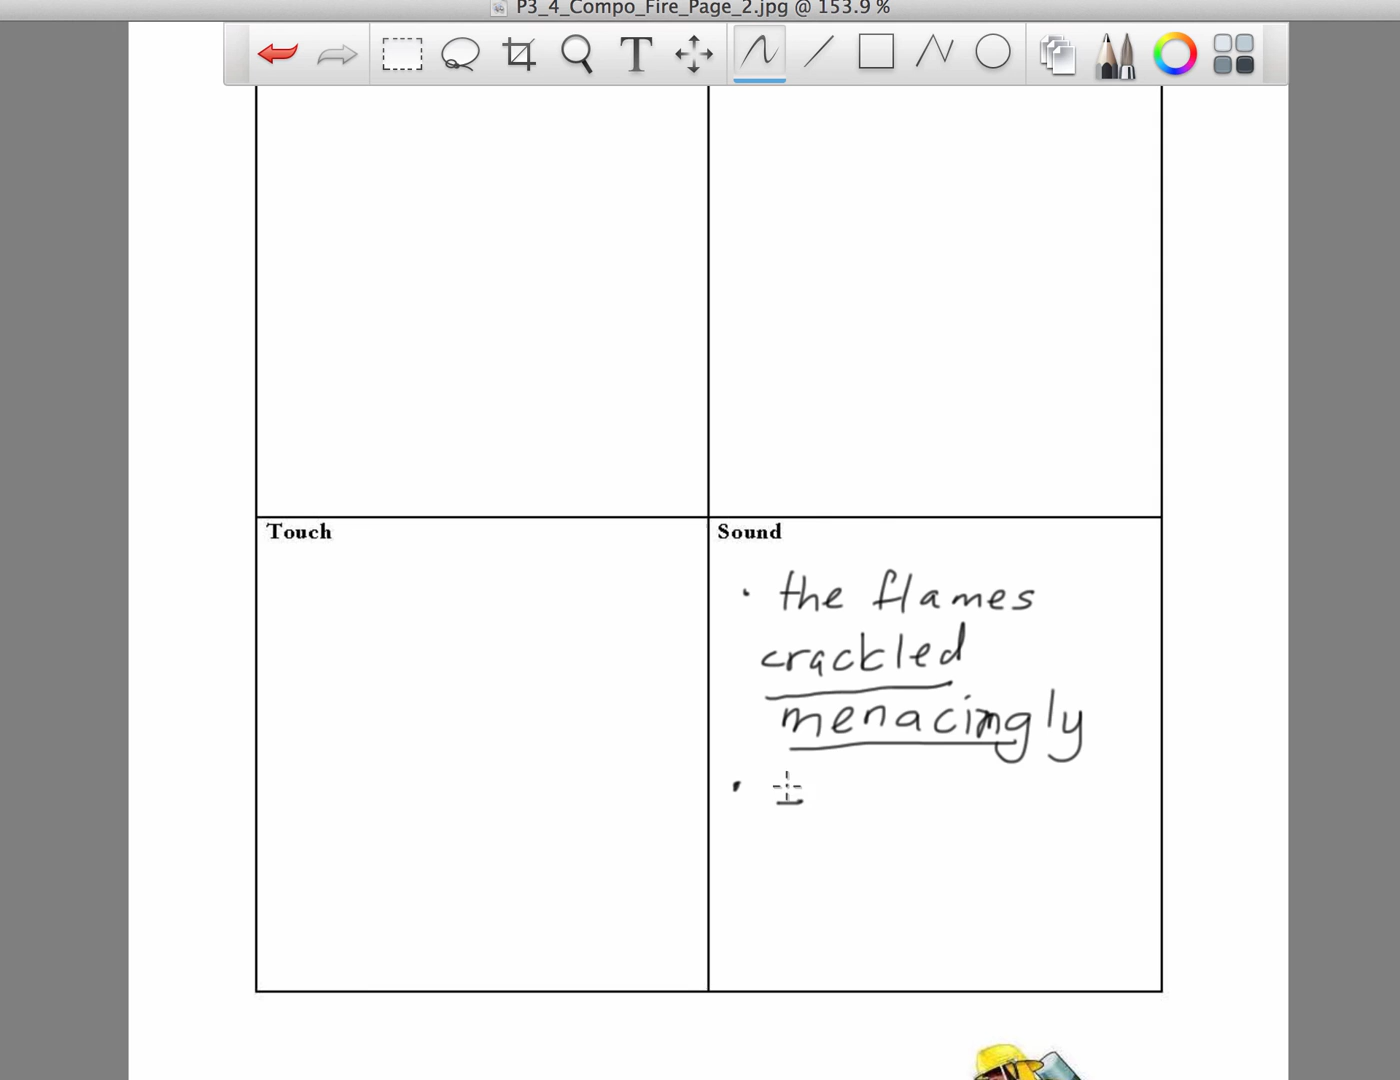 P3_4_Compo_Fire_Page_2.jpg @ 153.9 %
T
Touch
Sound
• the flames
crackled
menacingly
•